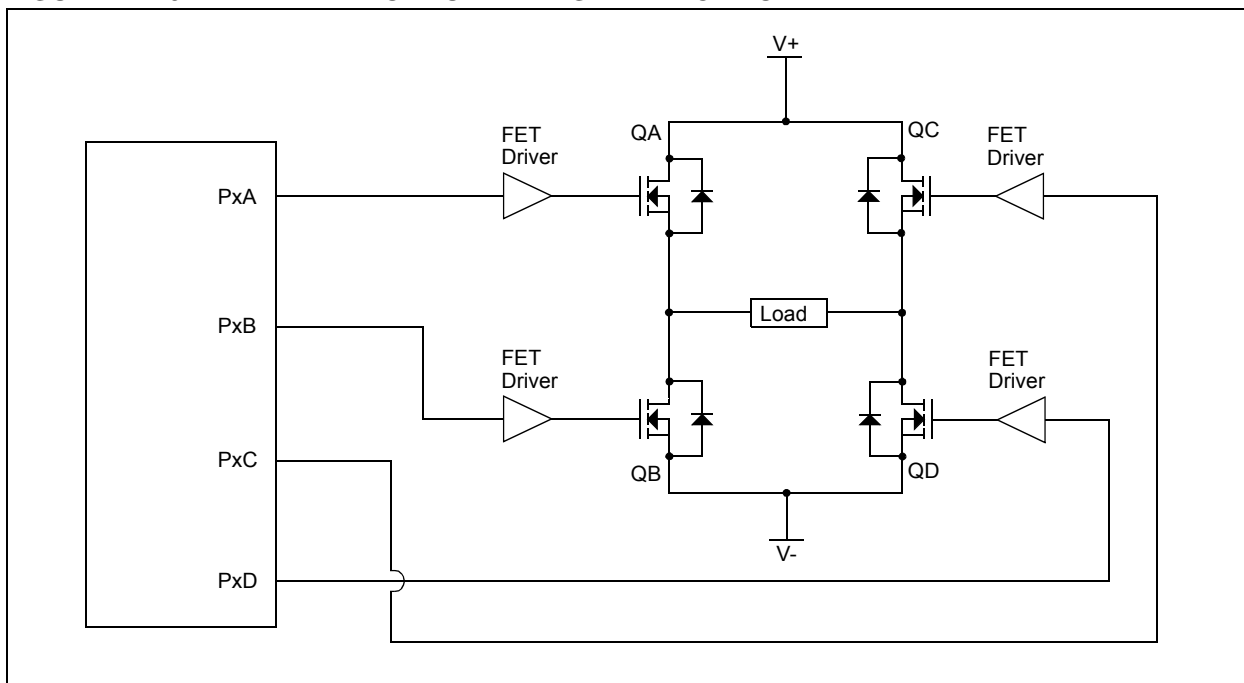 V+
FET
Driver
QA
QC
FET
Driver
PxA
PxB
Load
FET
Driver
FET
Driver
PxC
QB
QD
V-
PxD